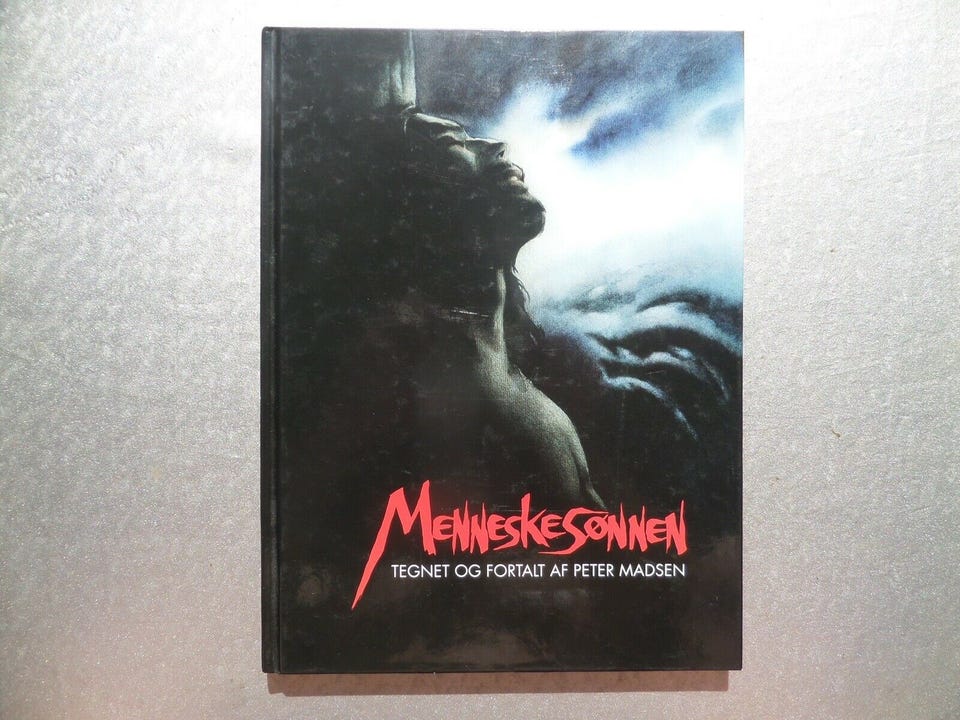 MENNESKESØNNEN
TEGNET OG FORTALT AF PETER MADSEN